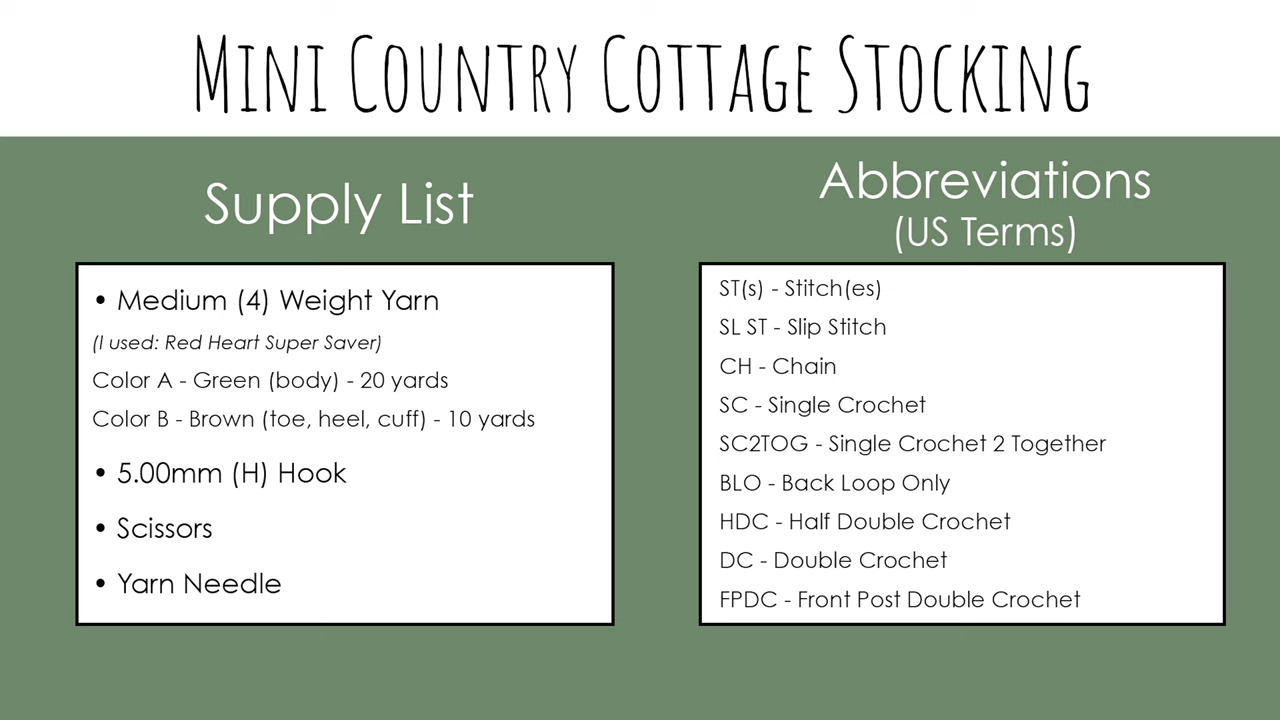 Mini Country Cottage Stocking
Supply List
• Medium (4) Weight Yarn
(I used: Red Heart Super Saver)
Color A - Green (body) - 20 yards
Color B - Brown (toe, heel, cuff) - 10 yards
• 5.00mm (H) Hook
• Scissors
• Yarn Needle
Abbreviations
(US Terms)
ST(s) - Stitch(es)
SL ST - Slip Stitch
CH - Chain
SC - Single Crochet
SC2TOG - Single Crochet 2 Together
BLO - Back Loop Only
HDC - Half Double Crochet
DC - Double Crochet
FPDC - Front Post Double Crochet